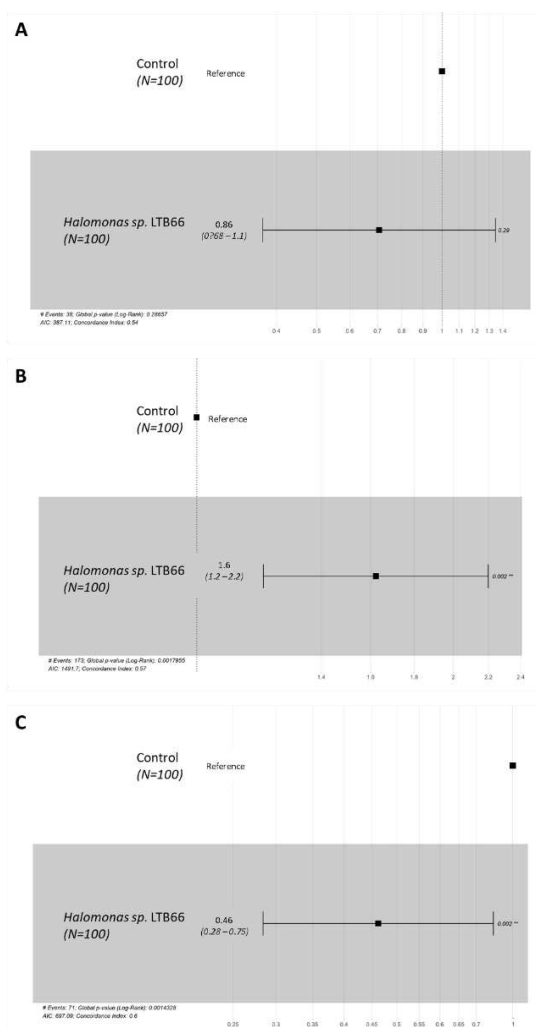 A
Control
(N=100)
Reference
Halomonas sp. LTB66
(N=100)
0.86
(0?68 – 1.1)
0.29
# Events: 39; Global p-value (Log-Rank): 0.28657
AIC: 387.11; Concordance Index: 0.54
0.4 0.5 0.6 0.7 0.8 0.9 1 1.1 1.2 1.3 1.4
B
Control
(N=100)
Reference
Halomonas sp. LTB66
(N=100)
1.6
(1.2 – 2.2)
0.002 **
# Events: 173; Global p-value (Log-Rank): 0.0017955
AIC: 1491.7; Concordance Index: 0.57
1.4 1.6 1.8 2 2.2 2.4
C
Control
(N=100)
Reference
Halomonas sp. LTB66
(N=100)
0.46
(0.28 – 0.75)
0.002 **
# Events: 71; Global p-value (Log-Rank): 0.0014328
AIC: 697.09; Concordance Index: 0.6
0.25 0.3 0.35 0.4 0.45 0.5 0.55 0.6 0.65 0.7 1